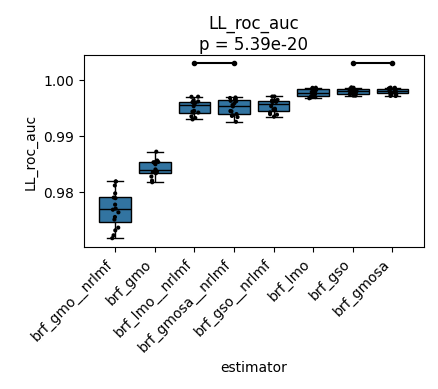 LL_roc_auc
p = 5.39e-20
1.00
0.99
0.98
LL_roc_auc
brf_gmo__nrlmf
brf_gmo
brf_lmo__nrlmf
brf_gmosa__nrlmf
brf_gso__nrlmf
brf_lmo
brf_gso
brf_gmosa
estimator